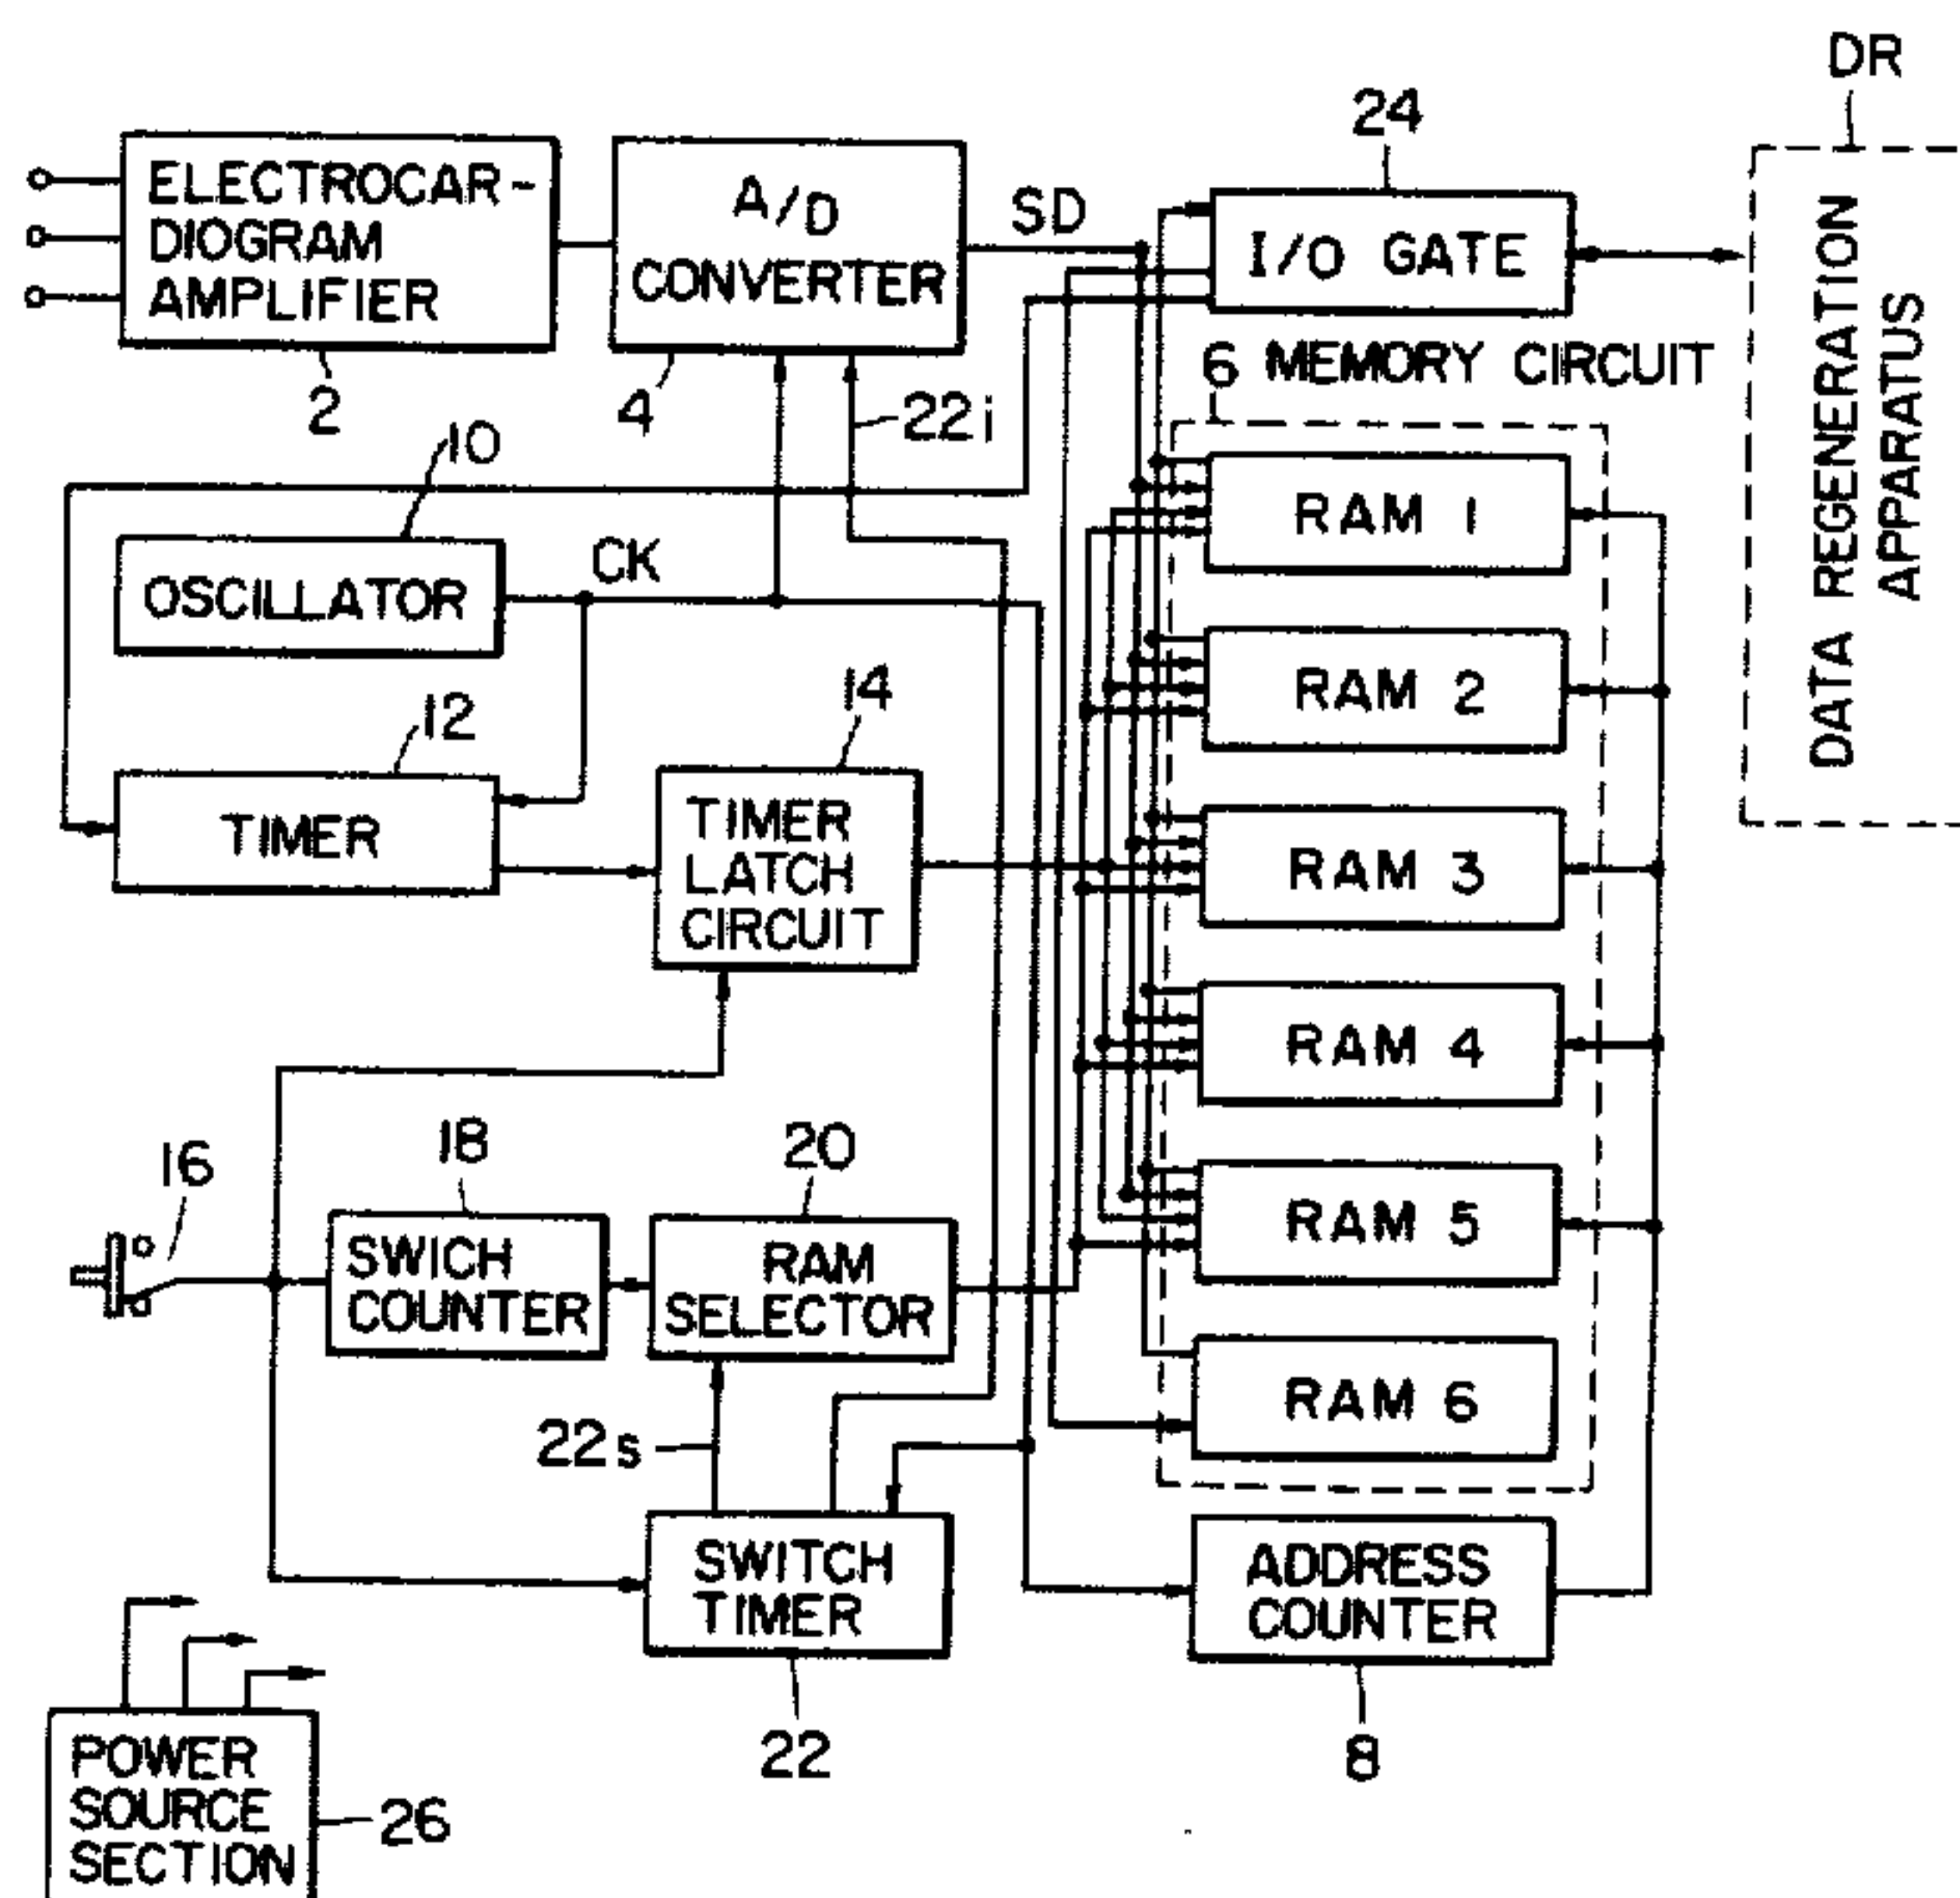 DR
24
ELECTROCAR-
DIOGRAM
AMPLIFIER
A/D
CONVERTER
SD
I/O GATE
DATA REGENERATION
APPARATUS
2
4
22i
6 MEMORY CIRCUIT
10
OSCILLATOR
CK
RAM 1
12
TIMER
14
TIMER
LATCH
CIRCUIT
RAM 2
RAM 3
RAM 4
16
18
SWICH
COUNTER
20
RAM
SELECTOR
RAM 5
22s
RAM 6
SWITCH
TIMER
22
ADDRESS
COUNTER
8
POWER
SOURCE
SECTION
26